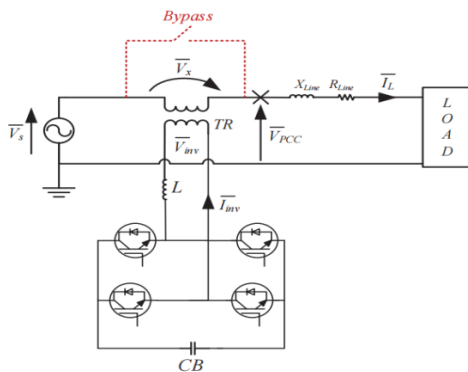 Bypass
Vx
XLine
RLine
IL
L
O
A
D
TR
Vs
Vinv
VPCC
L
Iinv
CB